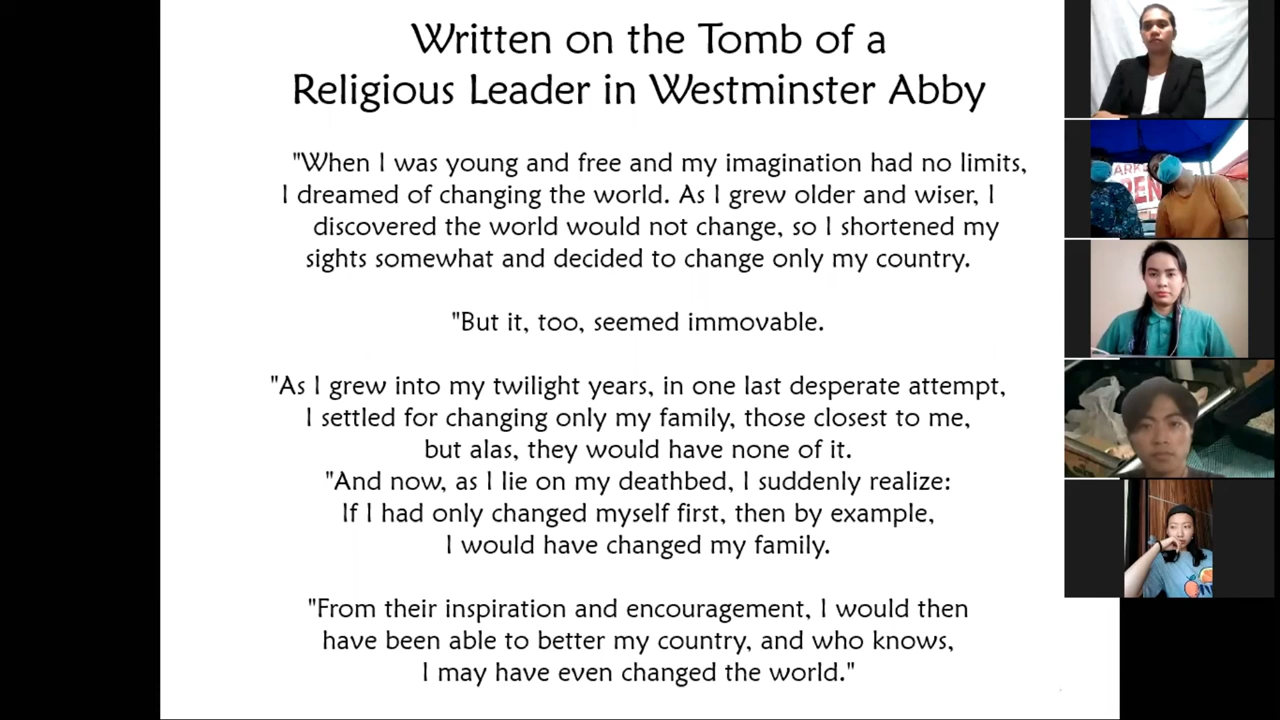 Written on the Tomb of a
Religious Leader in Westminster Abby
"When I was young and free and my imagination had no limits,
I dreamed of changing the world. As I grew older and wiser, I
discovered the world would not change, so I shortened my
sights somewhat and decided to change only my country.
"But it, too, seemed immovable.
"As I grew into my twilight years, in one last desperate attempt,
I settled for changing only my family, those closest to me,
but alas, they would have none of it.
"And now, as I lie on my deathbed, I suddenly realize:
If I had only changed myself first, then by example,
I would have changed my family.
"From their inspiration and encouragement, I would then
have been able to better my country, and who knows,
I may have even changed the world."